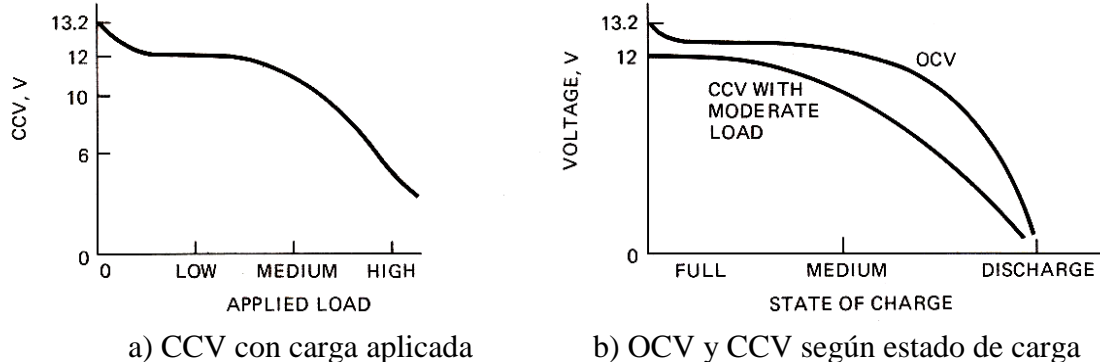 13.2
12
10
6
0
CCV, V
0
LOW
MEDIUM
HIGH
APPLIED LOAD
a) CCV con carga aplicada
13.2
12
0
VOLTAGE, V
OCV
CCV WITH
MODERATE
LOAD
FULL
MEDIUM
DISCHARGE
STATE OF CHARGE
b) OCV y CCV según estado de carga